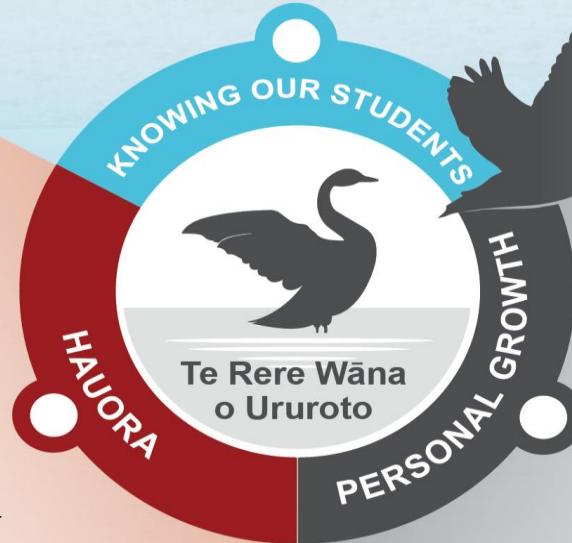 KNOWING OUR STUDENTS
HAUORA
PERSONAL GROWTH
Te Rere Wāna
o Ururoto